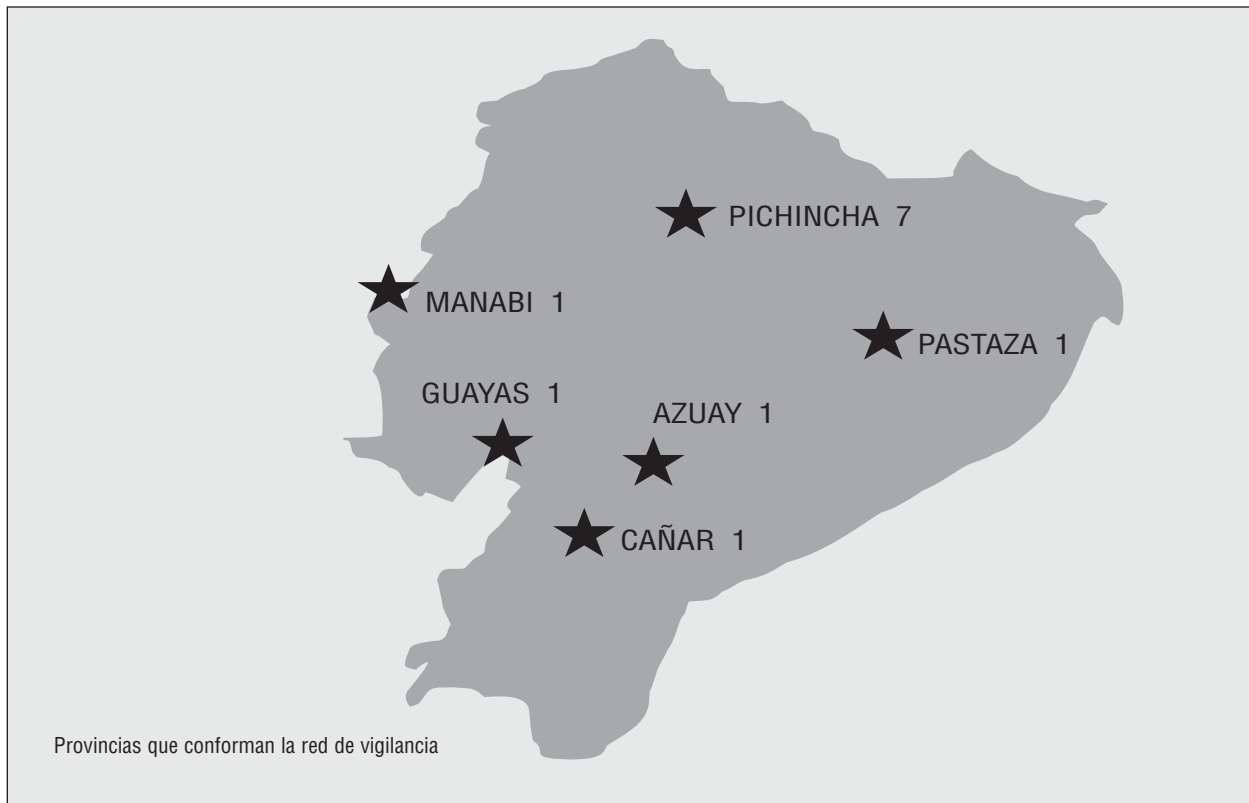 PICHINCHA 7
MANABI 1
PASTAZA 1
GUAYAS 1
AZUAY 1
CAÑAR 1
Provincias que conforman la red de vigilancia